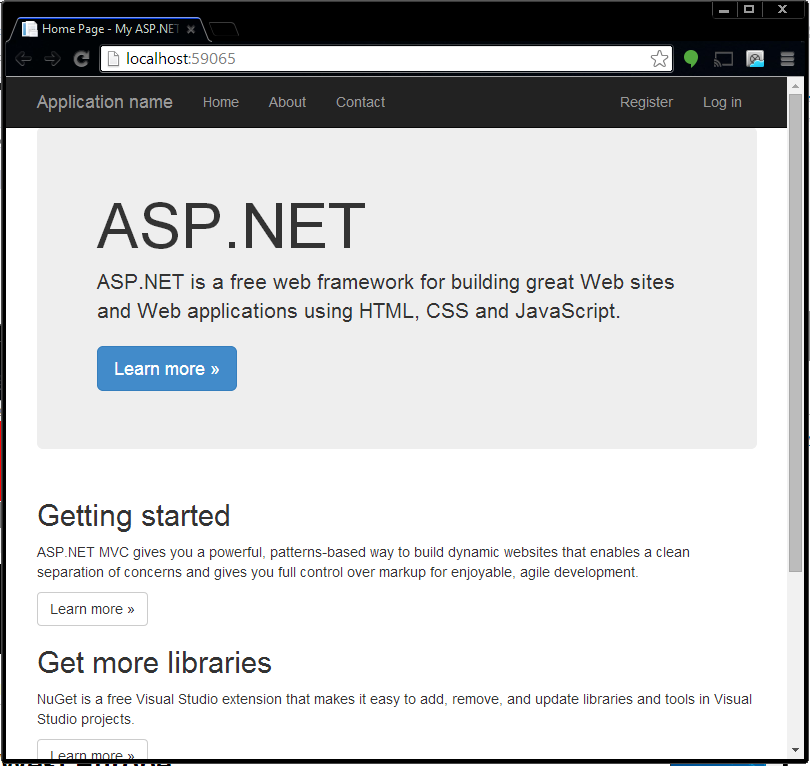 Home Page - My ASP.NET
localhost:59065
Application name Home About Contact Register Log in
ASP.NET
ASP.NET is a free web framework for building great Web sites
and Web applications using HTML, CSS and JavaScript.
Learn more »
Getting started
ASP.NET MVC gives you a powerful, patterns-based way to build dynamic websites that enables a clean
separation of concerns and gives you full control over markup for enjoyable, agile development.
Learn more »
Get more libraries
NuGet is a free Visual Studio extension that makes it easy to add, remove, and update libraries and tools in Visual
Studio projects.
Learn more »